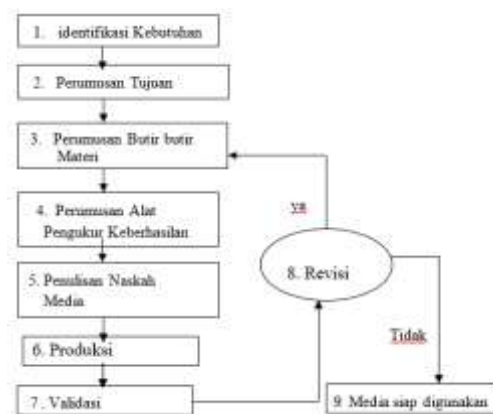 1. identifikasi Kebutuhan
2. Perumusan Tujuan
3. Perumusan Butir butir
Materi
4. Perumusan Alat
Pengukur Keberhasilan
5. Penulisan Naskah
Media
6. Produksi
7. Validasi
ya
8. Revisi
Tidak
9. Media siap digunakan